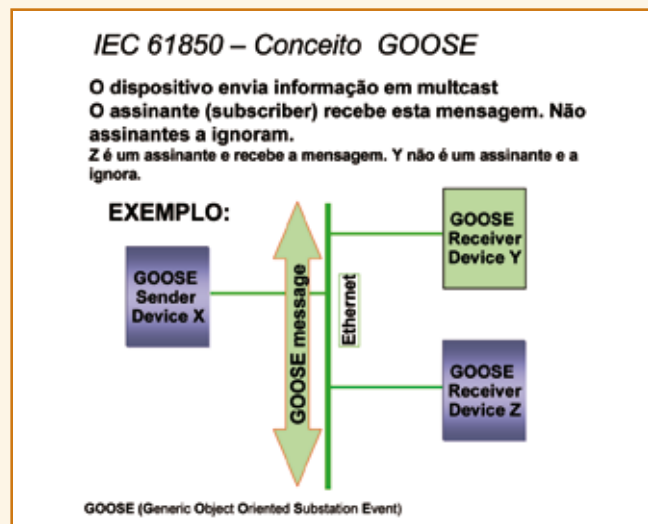 IEC 61850 – Conceito GOOSE
O dispositivo envia informação em multcast
O assinante (subscriber) recebe esta mensagem. Não
assinantes a ignoram.
Z é um assinante e recebe a mensagem. Y não é um assinante e a
ignora.
EXEMPLO:
GOOSE
Sender
Device X
GOOSE message
Ethernet
GOOSE
Receiver
Device Y
GOOSE
Receiver
Device Z
GOOSE (Generic Object Oriented Substation Event)